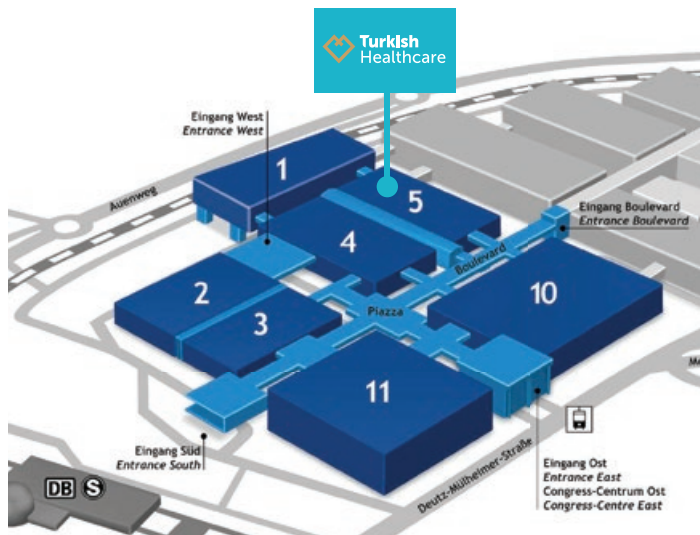 Turkish
Healthcare
Eingang West
Entrance West
Auenweg
1
5
Eingang Boulevard
Entrance Boulevard
4
Boulevard
2
10
3
Piazza
11
Eingang Süd
Entrance South
Deutz-Mülheimer-Straße
Eingang Ost
Entrance East
Congress-Centrum Ost
Congress-Centre East
DB
S